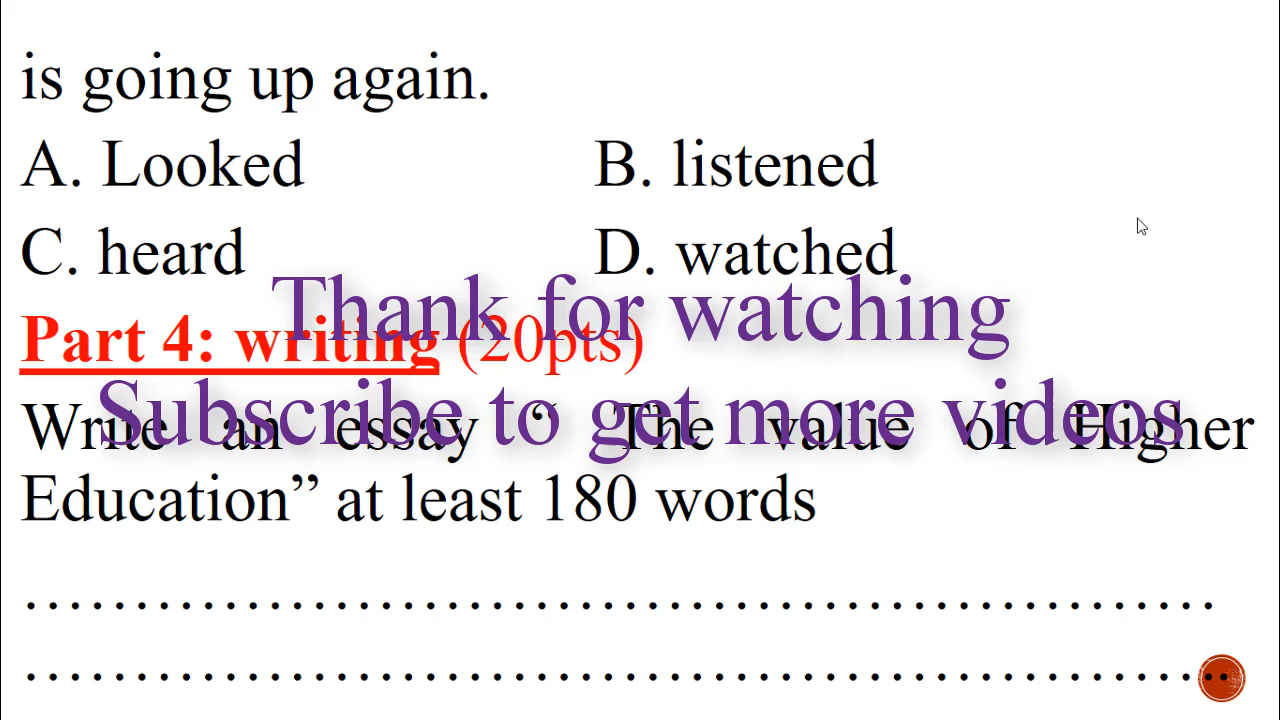 is going up again.
A. Looked B. listened
C. heard D. watched
Thank for watching
Part 4: writing (20pts)
Subscribe to get more videos
Write an essay “ The value of Higher
Education” at least 180 words
……………………………………………………
……………………………………………………